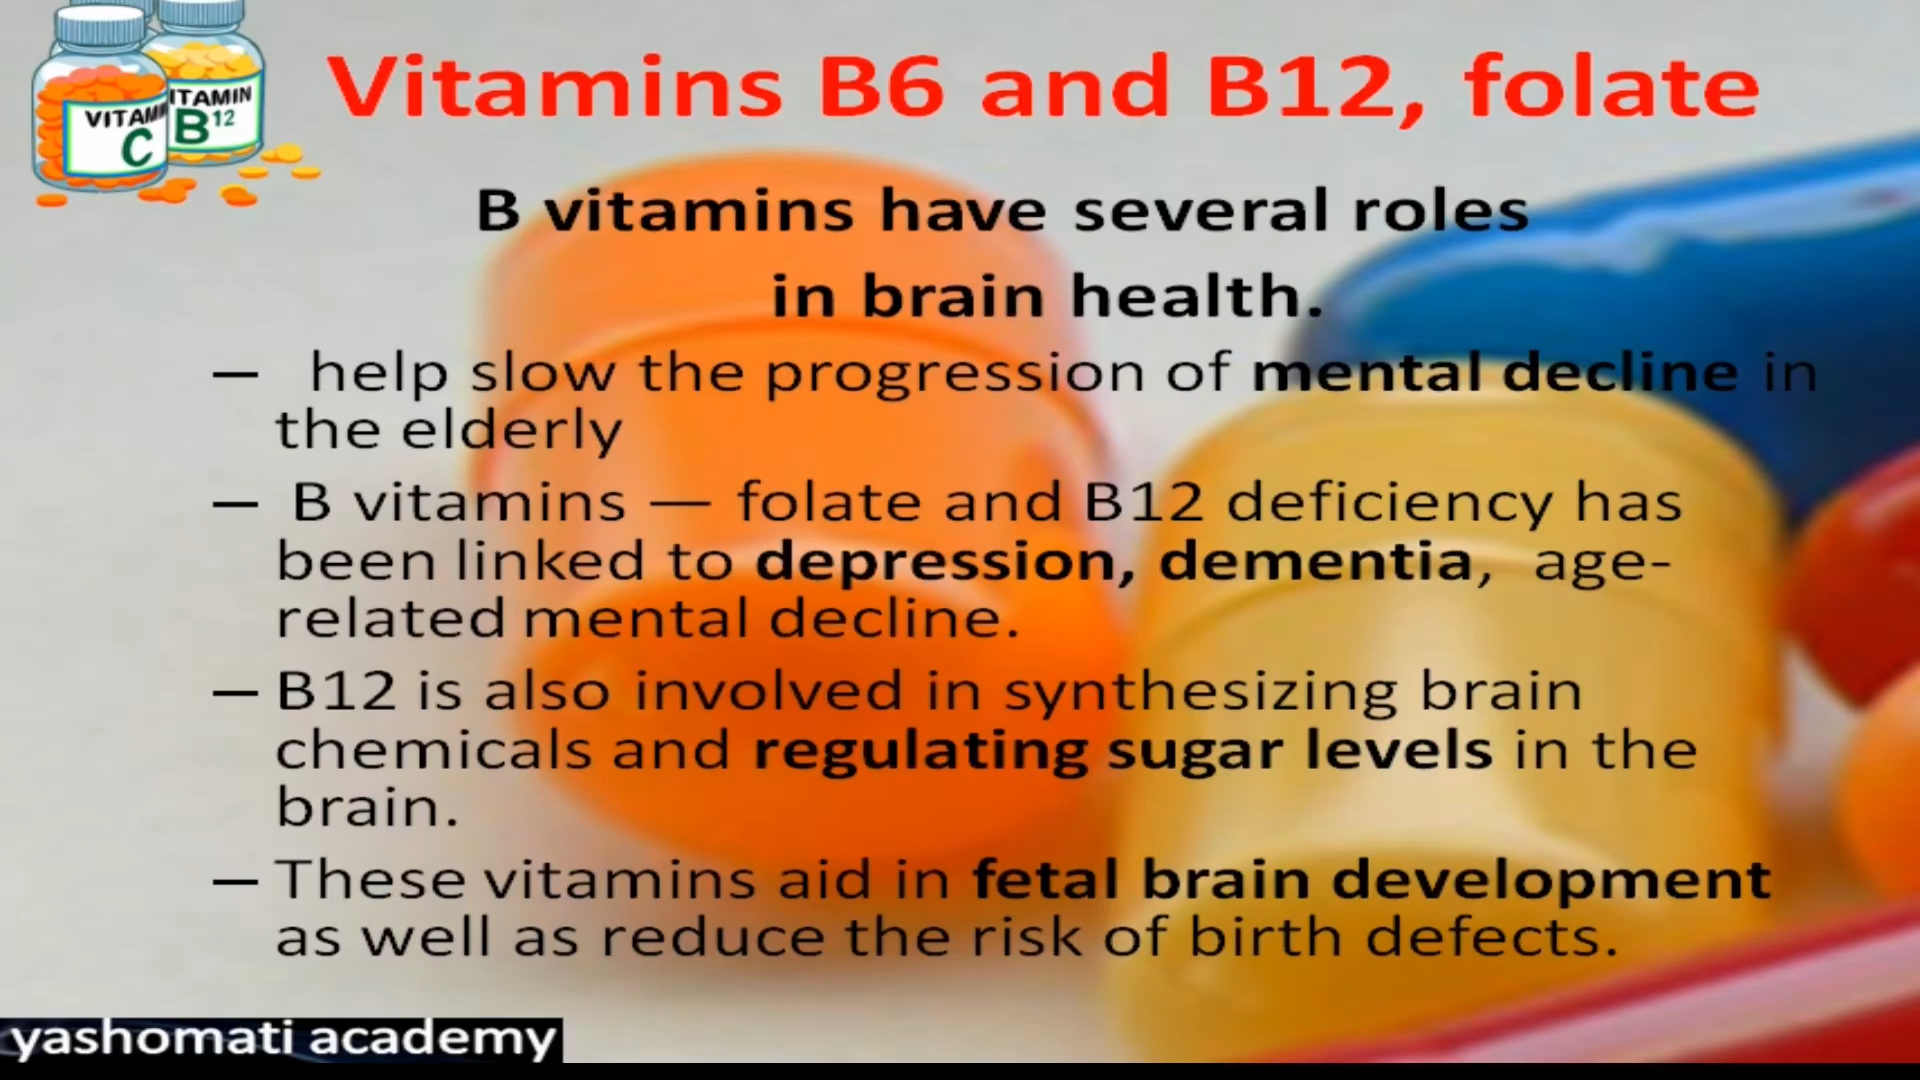 Vitamins B6 and B12, folate
VITAM
C
ITAMIN
B12
B vitamins have several roles
in brain health.
— help slow the progression of mental decline in
the elderly
— B vitamins — folate and B12 deficiency has
been linked to depression, dementia, age-
related mental decline.
— B12 is also involved in synthesizing brain
chemicals and regulating sugar levels in the
brain.
— These vitamins aid in fetal brain development
as well as reduce the risk of birth defects.
yashomati academy